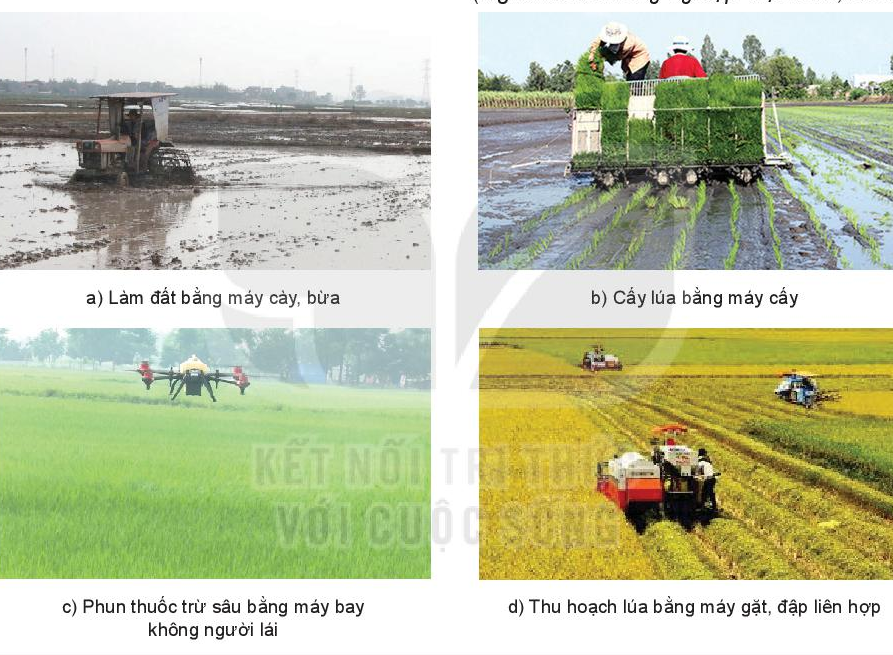 a) Làm đất bằng máy cày, bừa
b) Cấy lúa bằng máy cấy
KẾT NỐI TRI THỨC
VỚI CUỘC SỐNG
c) Phun thuốc trừ sâu bằng máy bay
không người lái
d) Thu hoạch lúa bằng máy gặt, đập liên hợp